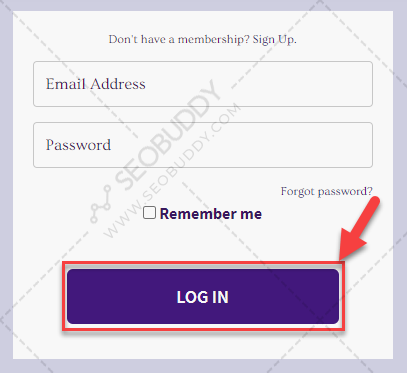 Don't have a membership? Sign Up.
Email Address
Password
SEOBUDDY
WWW.SEOBUDDY.COM
Forgot password?
Remember me
LOG IN